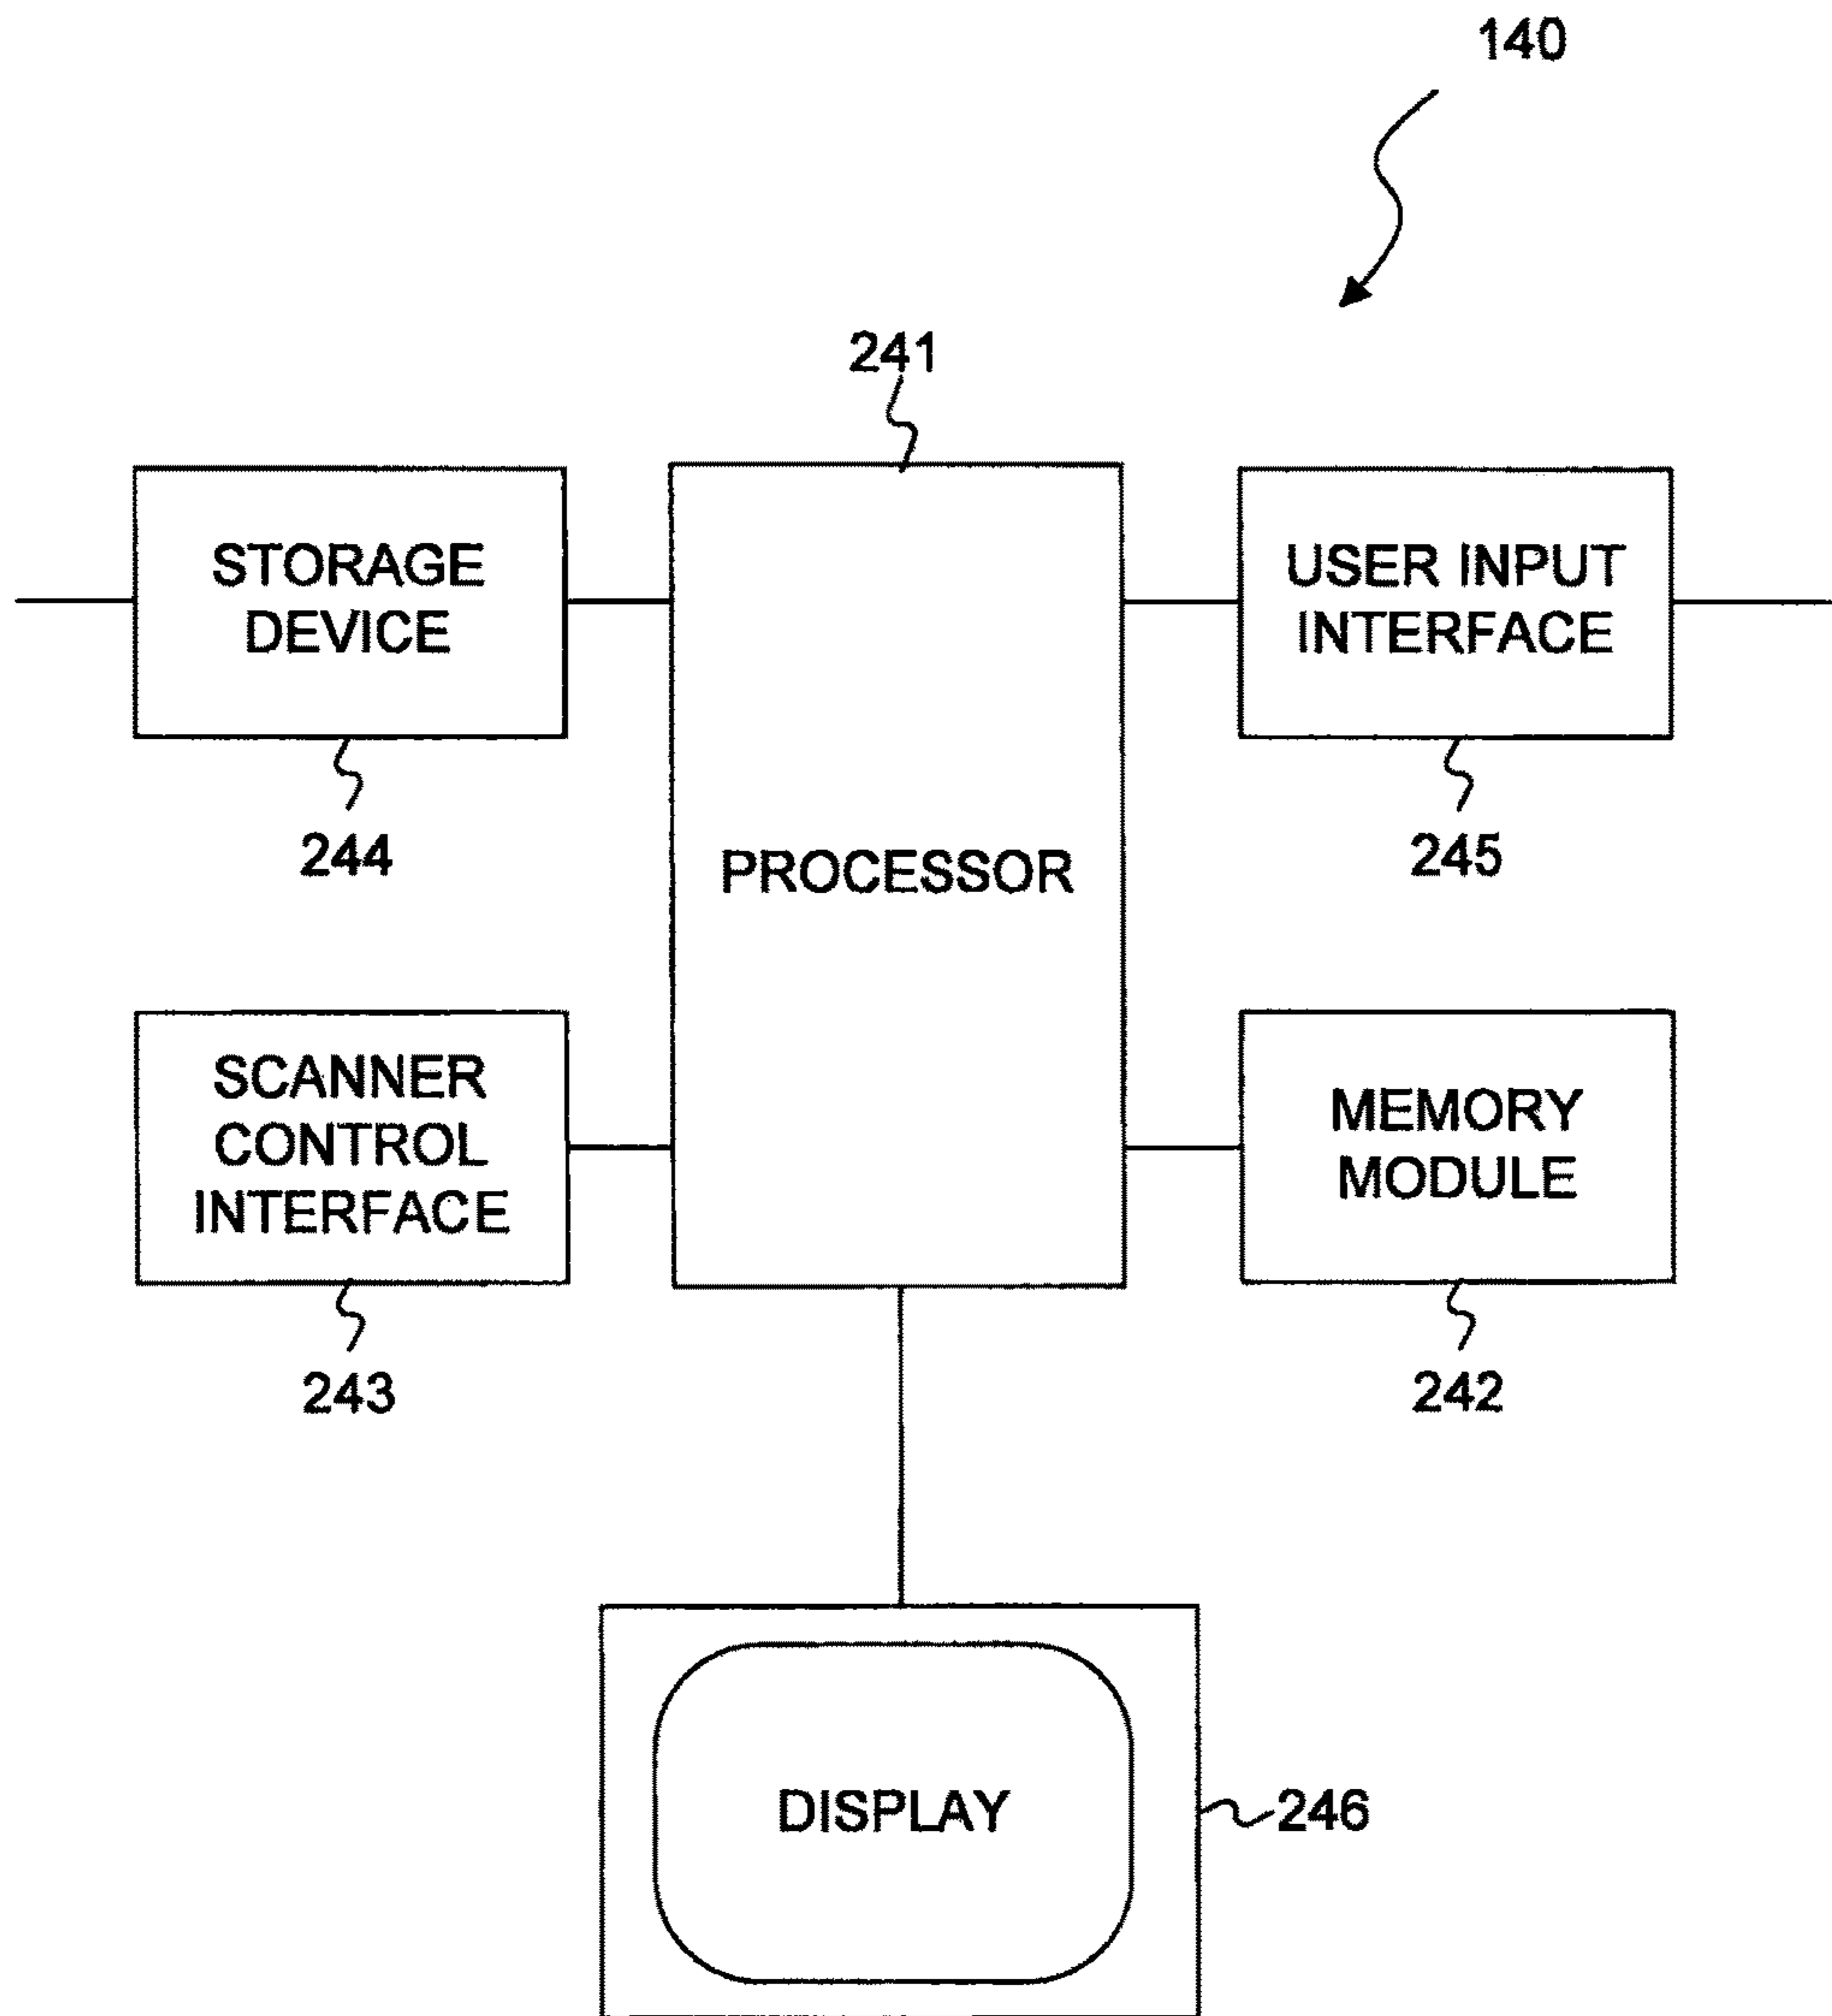 140
241
STORAGE
DEVICE
244
PROCESSOR
USER INPUT
INTERFACE
245
SCANNER
CONTROL
INTERFACE
243
MEMORY
MODULE
242
DISPLAY
246